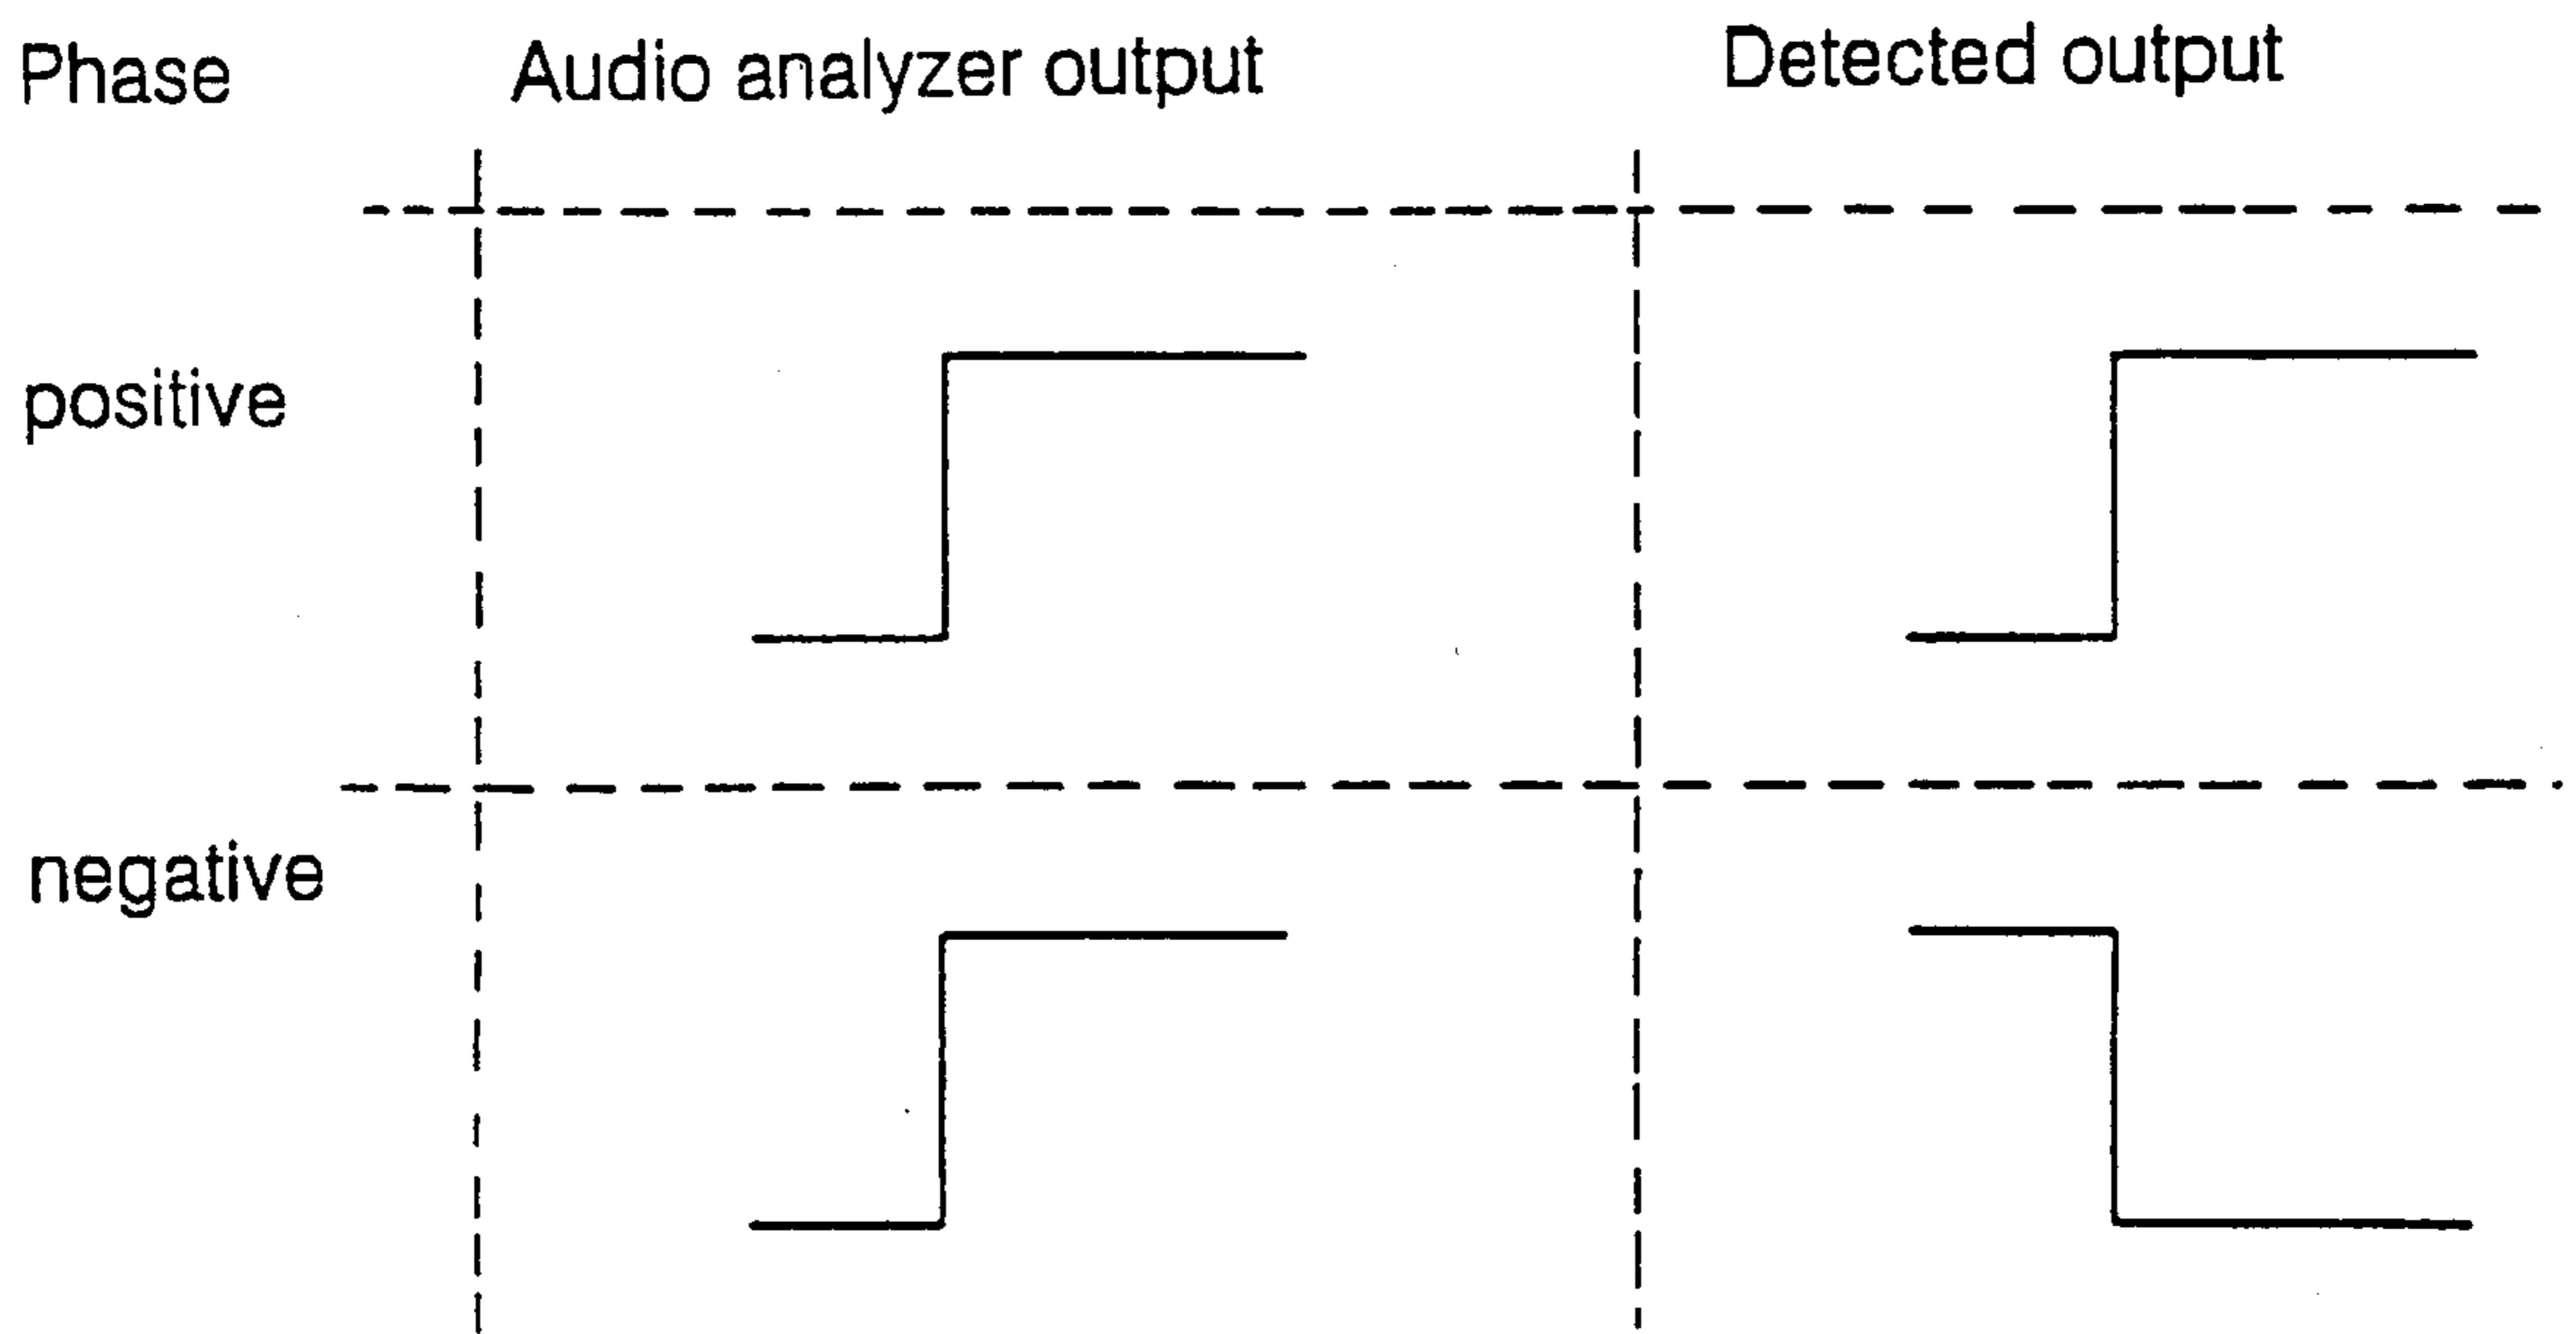 Phase Audio analyzer output Detected output
positive
negative